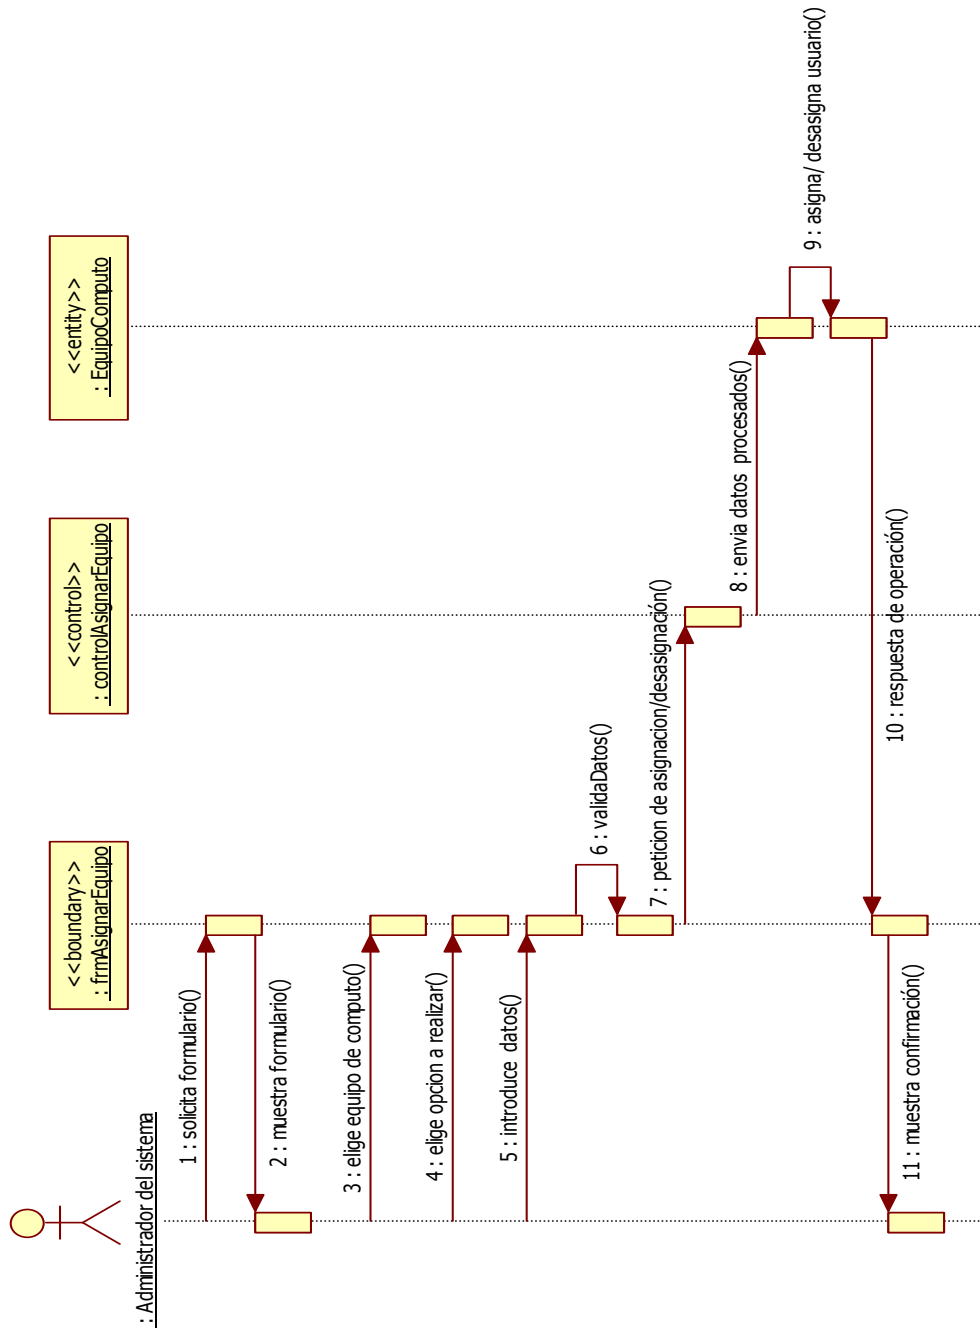 : Administrador del sistema
<<boundary>>
: frmAsignarEquipo
<<control>>
: controlAsignarEquipo
<<entity>>
: EquipoComputo
1 : solicita formulario()
2 : muestra formulario()
3 : elige equipo de computo()
4 : elige opcion a realizar()
5 : introduce datos()
6 : validaDatos()
7 : peticion de asignacion/desasignación()
8 : envia datos procesados()
9 : asigna/ desasigna usuario()
10 : respuesta de operación()
11 : muestra confirmación()